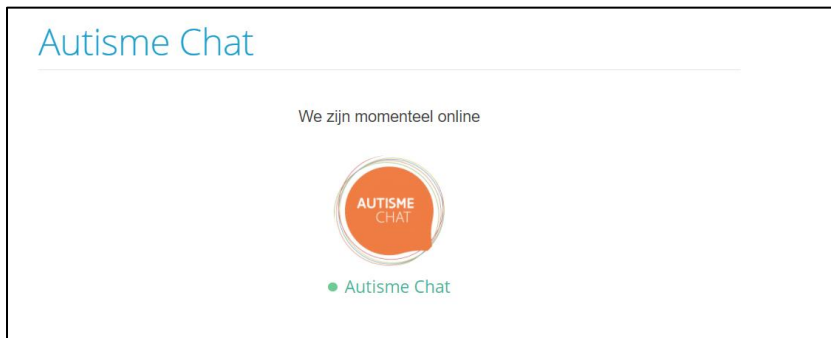 Autisme Chat
We zijn momenteel online
AUTISME
CHAT
Autisme Chat